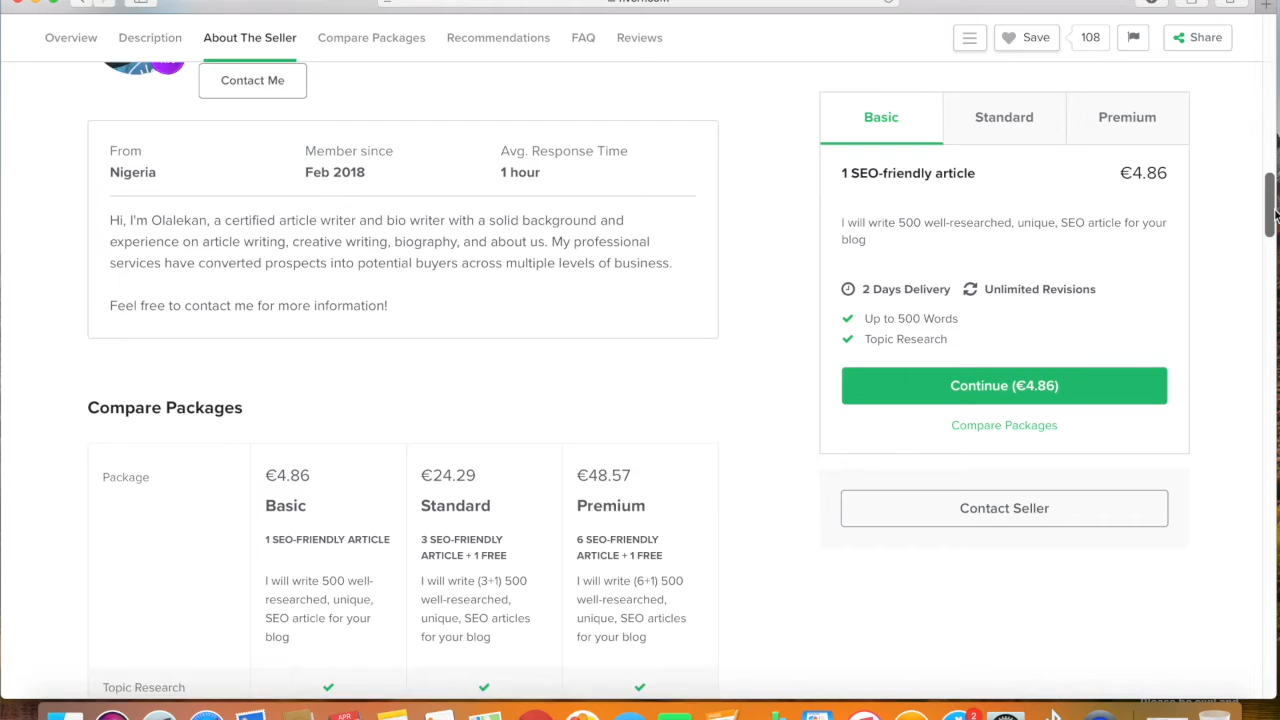 Overview Description About The Seller Compare Packages Recommendations FAQ Reviews
Save 108 Share
Contact Me
From Member since Avg. Response Time
Nigeria Feb 2018 1 hour
Hi, I'm Olalekan, a certified article writer and bio writer with a solid background and
experience on article writing, creative writing, biography, and about us. My professional
services have converted prospects into potential buyers across multiple levels of business.
Feel free to contact me for more information!
Basic Standard Premium
1 SEO-friendly article €4.86
I will write 500 well-researched, unique, SEO article for your
blog
2 Days Delivery Unlimited Revisions
Up to 500 Words
Topic Research
Continue (€4.86)
Compare Packages
Contact Seller
Compare Packages
Package
€4.86
Basic
1 SEO-FRIENDLY ARTICLE
I will write 500 well-
researched, unique,
SEO article for your
blog
€24.29
Standard
3 SEO-FRIENDLY
ARTICLE + 1 FREE
I will write (3+1) 500
well-researched,
unique, SEO articles
for your blog
€48.57
Premium
6 SEO-FRIENDLY
ARTICLE + 1 FREE
I will write (6+1) 500
well-researched,
unique, SEO articles
for your blog
Topic Research
APR
2